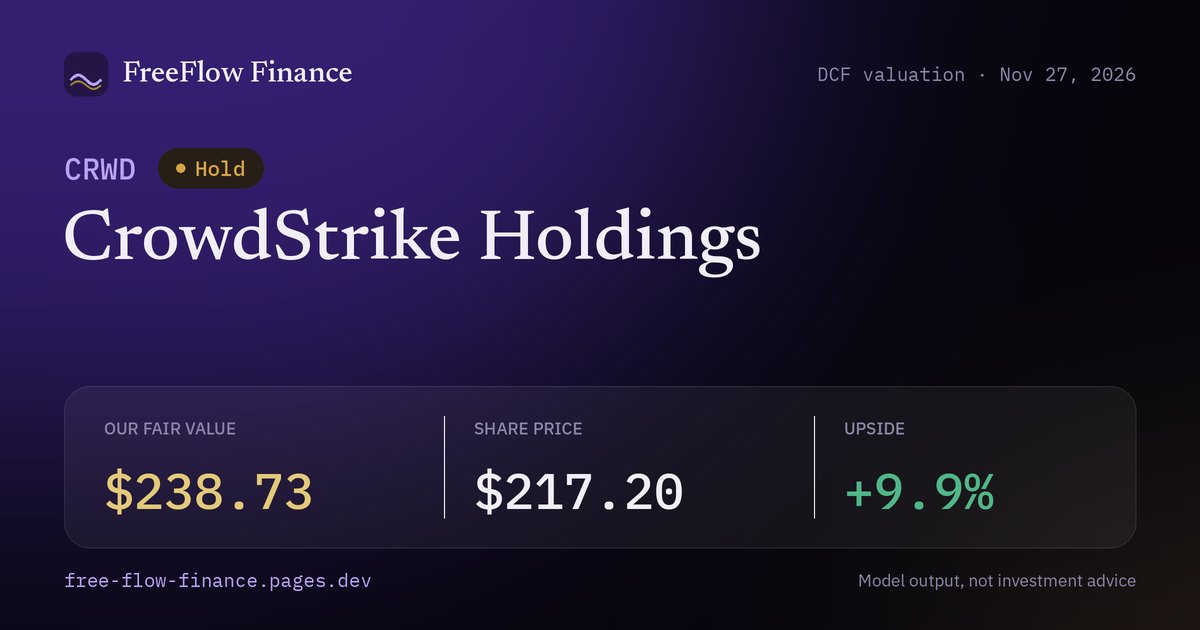 FreeFlow Finance
DCF valuation · Nov 27, 2026
CRWD
Hold
CrowdStrike Holdings
OUR FAIR VALUE
$238.73
SHARE PRICE
$217.20
UPSIDE
+9.9%
free-flow-finance.pages.dev
Model output, not investment advice